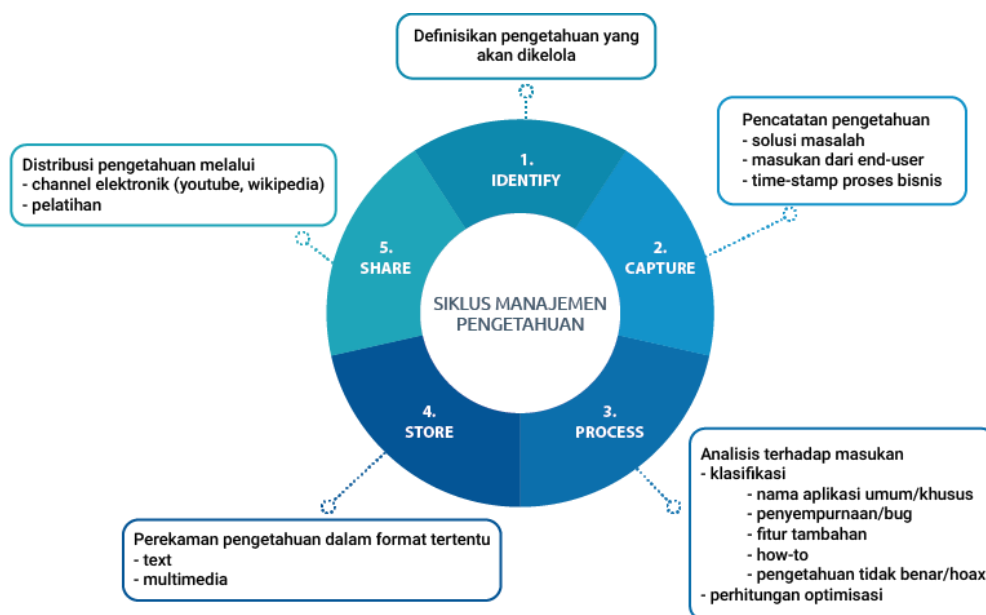 Definisikan pengetahuan yang
akan dikelola
1.
IDENTIFY
Pencatatan pengetahuan
- solusi masalah
- masukan dari end-user
- time-stamp proses bisnis
2.
CAPTURE
Analisis terhadap masukan
- klasifikasi
- nama aplikasi umum/khusus
- penyempurnaan/bug
- fitur tambahan
- how-to
- pengetahuan tidak benar/hoax
- perhitungan optimisasi
3.
PROCESS
Perekaman pengetahuan dalam format tertentu
- text
- multimedia
4.
STORE
Distribusi pengetahuan melalui
- channel elektronik (youtube, wikipedia)
- pelatihan
5.
SHARE
SIKLUS MANAJEMEN
PENGETAHUAN